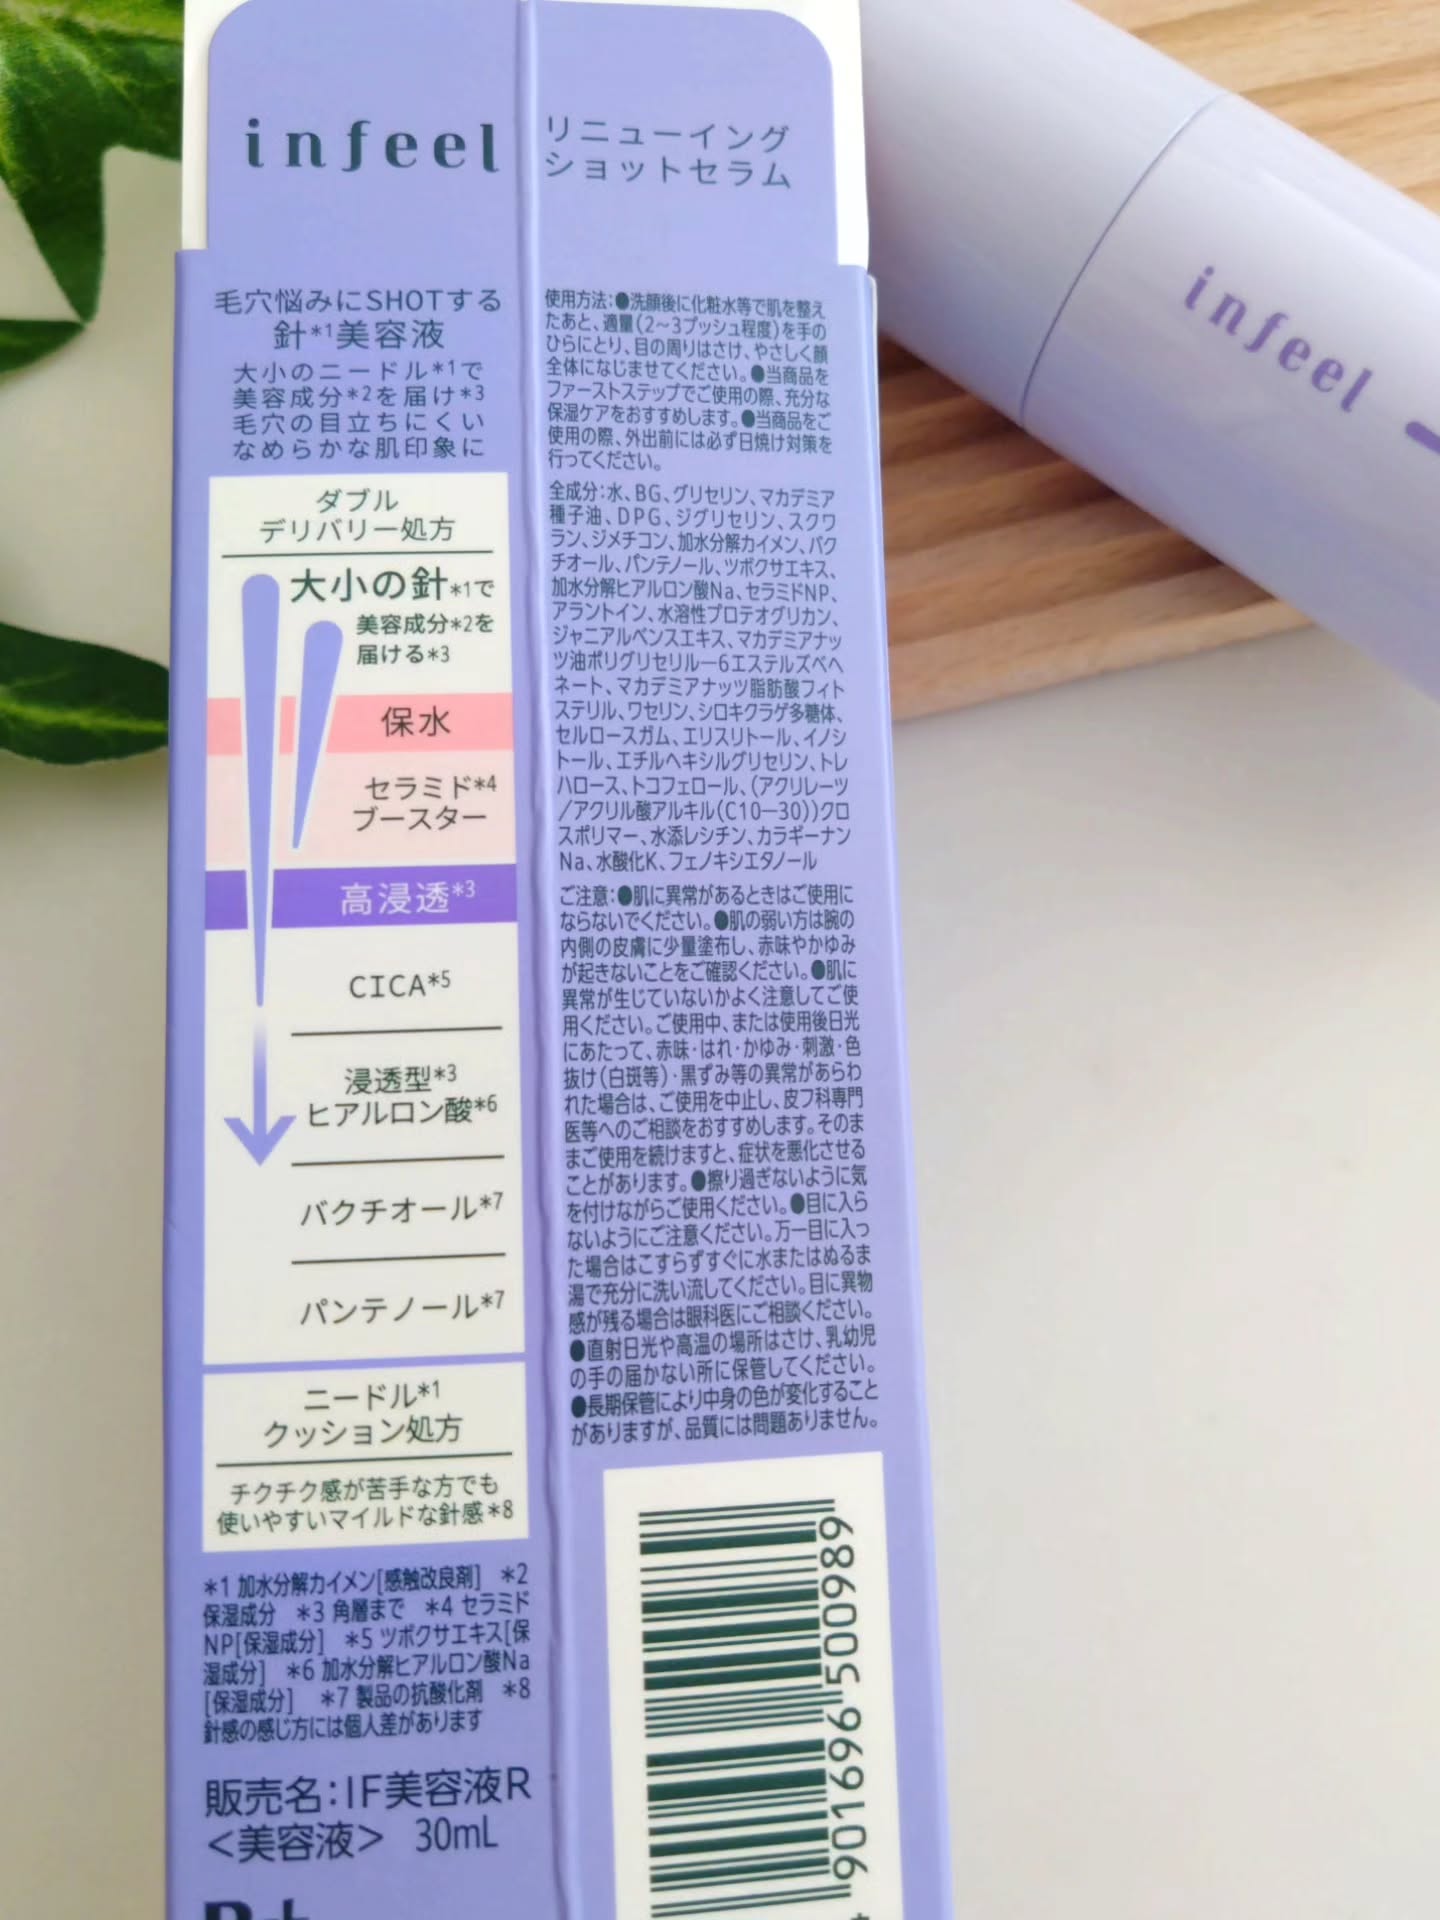 infeel
リニューイング
ショットセラム
毛穴悩みにSHOTする
針*1美容液
大小のニードル*1で
美容成分*2を届け*3
毛穴の目立ちにくい
なめらかな肌印象に
ダブル
デリバリー処方
大小の針*1で
美容成分*2を
届ける*3
保水
セラミド*4
ブースター
高浸透*3
CICA*5
浸透型*3
ヒアルロン酸*6
バクチオール*7
パンテノール*7
ニードル*1
クッション処方
チクチク感が苦手な方でも
使いやすいマイルドな針感*8
*1 加水分解カイメン[感触改良剤] *2
保湿成分 *3 角層まで *4 セラミド
NP[保湿成分] *5 ツボクサエキス[保
湿成分] *6 加水分解ヒアルロン酸Na
[保湿成分] *7 製品の抗酸化剤 *8
針感の感じ方には個人差があります
販売名:IF美容液R
<美容液> 30mL
使用方法:●洗顔後に化粧水等で肌を整え
たあと、適量(2~3プッシュ程度)を手の
ひらにとり、目の周りはさけ、やさしく顔
全体になじませてください。●当商品を
ファーストステップでご使用の際、充分な
保湿ケアをおすすめします。●当商品をご
使用の際、外出前には必ず日焼け対策を
行ってください。
全成分:水、BG、グリセリン、マカデミア
種子油、DPG、ジグリセリン、スクワ
ラン、ジメチコン、加水分解カイメン、バク
チオール、パンテノール、ツボクサエキス、
加水分解ヒアルロン酸Na、セラミドNP、
アラントイン、水溶性プロテオグリカン、
ジャニアルベンスエキス、マカデミアナッ
ツ油ポリグリセリル―6エステルズベヘ
ネート、マカデミアナッツ脂肪酸フィト
ステリル、ワセリン、シロキクラゲ多糖体、
セルロースガム、エリスリトール、イノシ
トール、エチルヘキシルグリセリン、トレ
ハロース、トコフェロール、(アクリレーツ
/アクリル酸アルキル(C10―30))クロ
スポリマー、水添レシチン、カラギーナン
Na、水酸化K、フェノキシエタノール
ご注意:●肌に異常があるときはご使用に
ならないでください。●肌の弱い方は腕の
内側の皮膚に少量塗布し、赤味やかゆみ
が起きないことをご確認ください。●肌に
異常が生じていないかよく注意してご使
用ください。ご使用中、または使用後日光
にあたって、赤味・はれ・かゆみ・刺激・色
抜け(白斑等)・黒ずみ等の異常があらわ
れた場合は、ご使用を中止し、皮フ科専門
医等へのご相談をおすすめします。そのま
まご使用を続けますと、症状を悪化させる
ことがあります。●擦り過ぎないように気
を付けながらご使用ください。●目に入ら
ないようにご注意ください。万一目に入っ
た場合はこすらずすぐに水またはぬるま
湯で充分に洗い流してください。目に異物
感が残る場合は眼科医にご相談ください。
●直射日光や高温の場所はさけ、乳幼児
の手の届かない所に保管してください。
●長期保管により中身の色が変化すること
がありますが、品質には問題ありません。
infeel